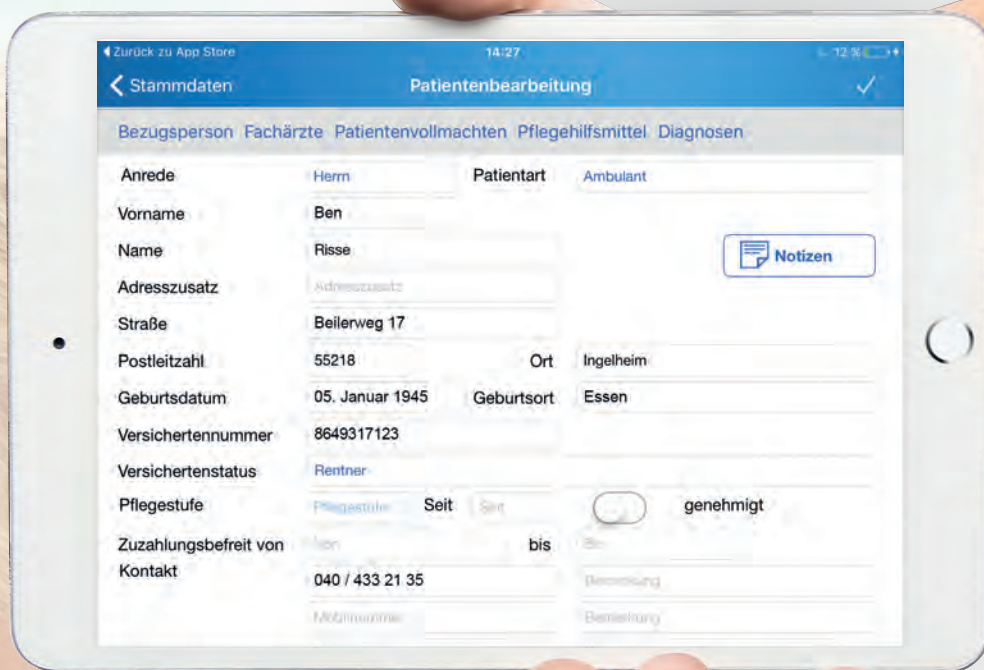 Zurück zu App Store 14:27 12 %
Stammdaten Patientenbearbeitung
Bezugsperson Fachärzte Patientenvollmachten Pflegehilfsmittel Diagnosen
Anrede Herrn Patientart Ambulant
Vorname Ben
Name Risse
Notizen
Adresszusatz Adresszusatz
Straße Beilerweg 17
Postleitzahl 55218 Ort Ingelheim
Geburtsdatum 05. Januar 1945 Geburtsort Essen
Versichertennummer 8649317123
Versichertenstatus Rentner
Pflegestufe Pflegestufe Seit Seit genehmigt
Zuzahlungsbefreit von Von bis Bis
Kontakt 040 / 433 21 35 Bemerkung
Mobilnummer Bemerkung